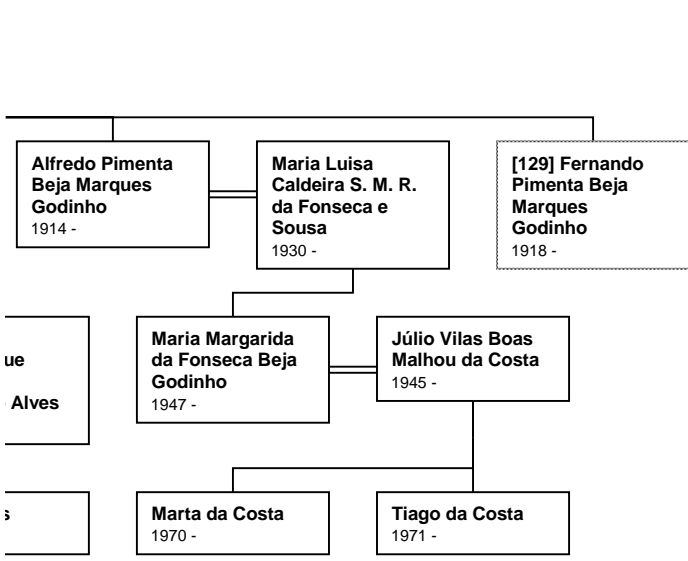 Alfredo Pimenta
Beja Marques
Godinho
1914 -
Maria Luisa
Caldeira S. M. R.
da Fonseca e
Sousa
1930 -
[129] Fernando
Pimenta Beja
Marques
Godinho
1918 -
ue
Alves
Maria Margarida
da Fonseca Beja
Godinho
1947 -
Júlio Vilas Boas
Malhou da Costa
1945 -
s
Marta da Costa
1970 -
Tiago da Costa
1971 -